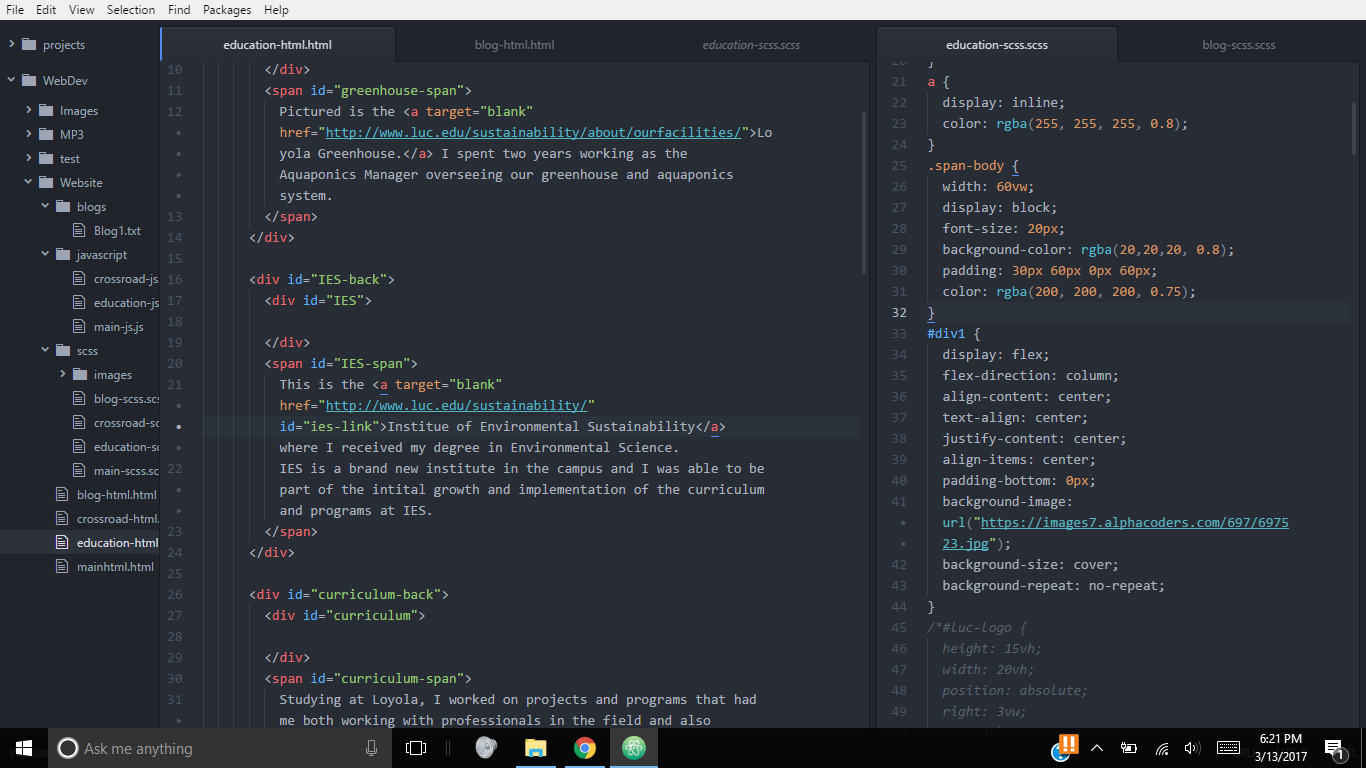 File Edit View Selection Find Packages Help
projects
WebDev
Images
MP3
test
Website
blogs
Blog1.txt
javascript
crossroad-js
education-js
main-js.js
scss
images
blog-scss.scs
crossroad-sc
education-s
main-scss.sc
blog-html.html
crossroad-html.
education-html
mainhtml.html
education-html.html blog-html.html education-scss.scss
10 </div>
11 <span id="greenhouse-span">
12 Pictured is the <a target="blank"
• href="http://www.luc.edu/sustainability/about/ourfacilities/">Lo
• yola Greenhouse.</a> I spent two years working as the
• Aquaponics Manager overseeing our greenhouse and aquaponics
• system.
13 </span>
14 </div>
15
16 <div id="IES-back">
17 <div id="IES">
18
19 </div>
20 <span id="IES-span">
21 This is the <a target="blank"
• href="http://www.luc.edu/sustainability/"
• id="ies-link">Institue of Environmental Sustainability</a>
• where I received my degree in Environmental Science.
22 IES is a brand new institute in the campus and I was able to be
• part of the intital growth and implementation of the curriculum
• and programs at IES.
23 </span>
24 </div>
25
26 <div id="curriculum-back">
27 <div id="curriculum">
28
29 </div>
30 <span id="curriculum-span">
31 Studying at Loyola, I worked on projects and programs that had
• me both working with professionals in the field and also
education-scss.scss blog-scss.scss
20 }
21 a {
22 display: inline;
23 color: rgba(255, 255, 255, 0.8);
24 }
25 .span-body {
26 width: 60vw;
27 display: block;
28 font-size: 20px;
29 background-color: rgba(20,20,20, 0.8);
30 padding: 30px 60px 0px 60px;
31 color: rgba(200, 200, 200, 0.75);
32 }
33 #div1 {
34 display: flex;
35 flex-direction: column;
36 align-content: center;
37 text-align: center;
38 justify-content: center;
39 align-items: center;
40 padding-bottom: 0px;
41 background-image:
• url("https://images7.alphacoders.com/697/6975
• 23.jpg");
42 background-size: cover;
43 background-repeat: no-repeat;
44 }
45 /*#luc-logo {
46 height: 15vh;
47 width: 20vh;
48 position: absolute;
49 right: 3vw;
Ask me anything
6:21 PM
3/13/2017
1